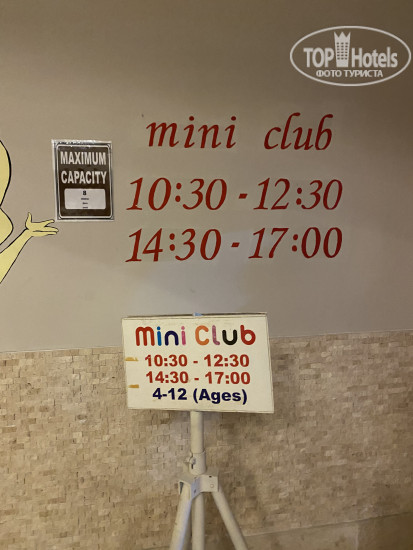 TOP Hotels
ФОТО ТУРИСТА
mini club
MAXIMUM
CAPACITY
10:30 - 12:30
14:30 - 17:00
mini Club
10:30 - 12:30
14:30 - 17:00
4-12 (Ages)